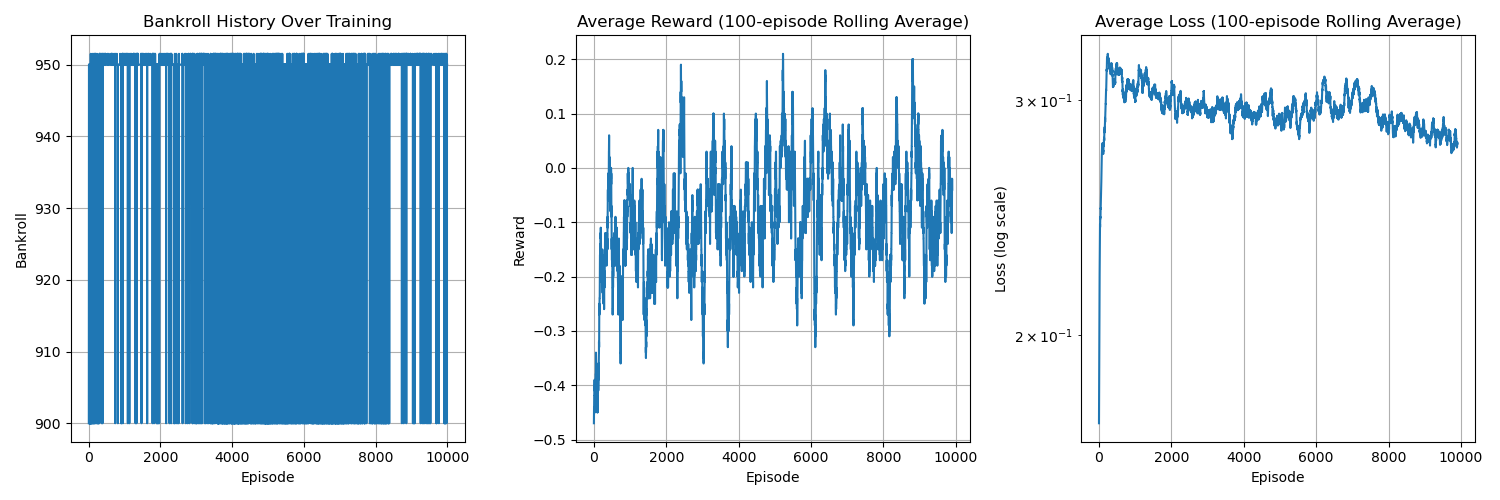 Bankroll History Over Training
950
940
930
920
910
900
Bankroll
0
2000
4000
6000
8000
10000
Episode
Average Reward (100-episode Rolling Average)
0.2
0.1
0.0
−0.1
−0.2
−0.3
−0.4
−0.5
Reward
0
2000
4000
6000
8000
10000
Episode
Average Loss (100-episode Rolling Average)
3 × 10⁻¹
2 × 10⁻¹
Loss (log scale)
0
2000
4000
6000
8000
10000
Episode